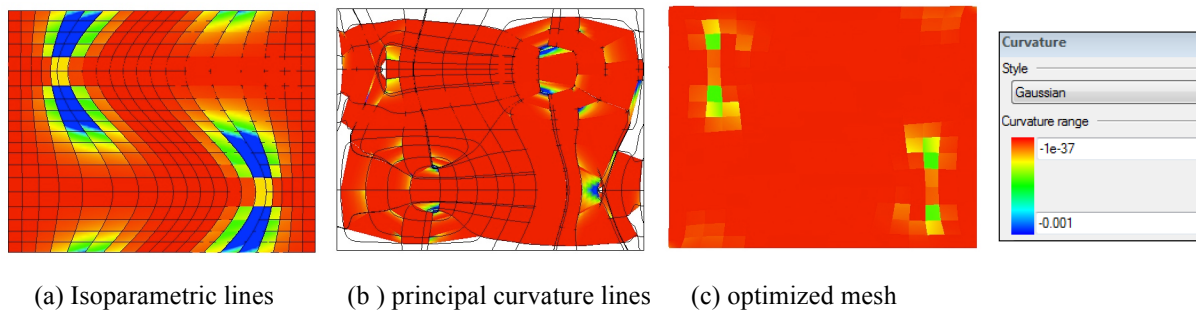 Curvature
Style
Gaussian
Curvature range
-1e-37
-0.001
(a) Isoparametric lines
(b ) principal curvature lines
(c) optimized mesh